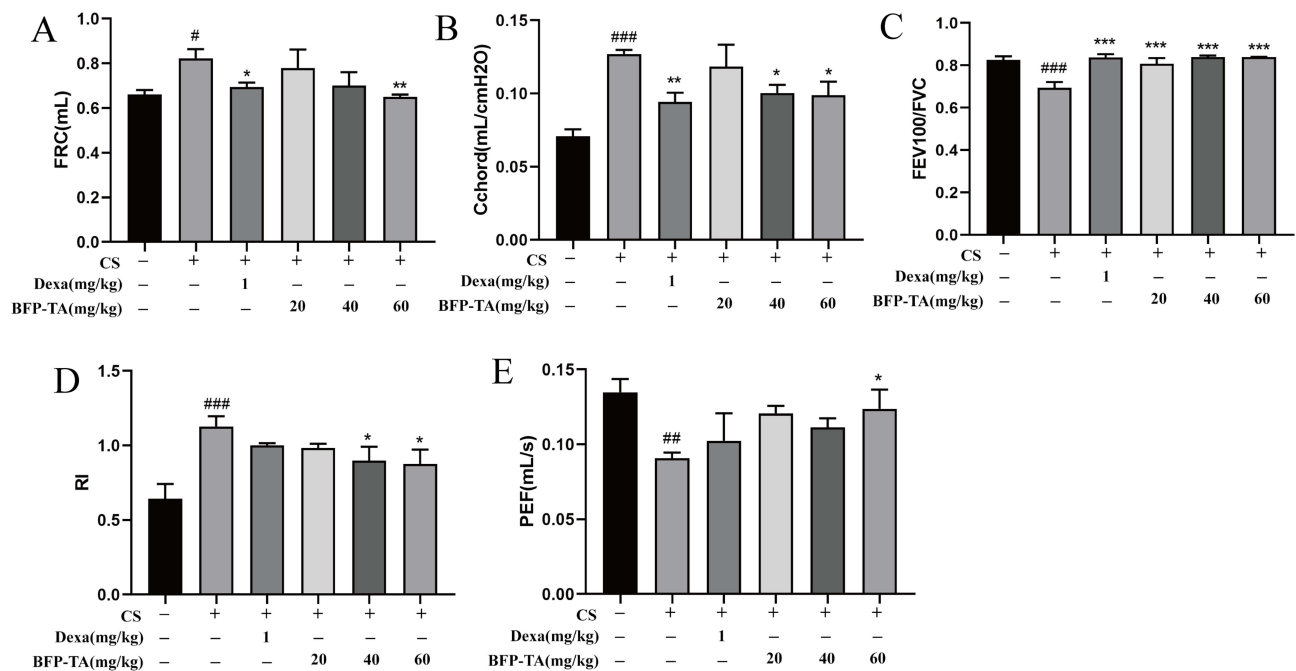 A
FRC(mL)
1.0
0.8
0.6
0.4
0.2
0.0
#
*
**
CS – + + + + +
Dexa(mg/kg) – – 1 – – –
BFP-TA(mg/kg) – – – 20 40 60
B
Cchord(mL/cmH2O)
0.15
0.10
0.05
0.00
###
**
*
*
CS – + + + + +
Dexa(mg/kg) – – 1 – – –
BFP-TA(mg/kg) – – – 20 40 60
C
FEV100/FVC
1.0
0.8
0.6
0.4
0.2
0.0
###
***
***
***
***
CS – + + + + +
Dexa(mg/kg) – – 1 – – –
BFP-TA(mg/kg) – – – 20 40 60
D
RI
1.5
1.0
0.5
0.0
###
*
*
CS – + + + + +
Dexa(mg/kg) – – 1 – – –
BFP-TA(mg/kg) – – – 20 40 60
E
PEF(mL/s)
0.15
0.10
0.05
0.00
##
*
CS – + + + + +
Dexa(mg/kg) – – 1 – – –
BFP-TA(mg/kg) – – – 20 40 60